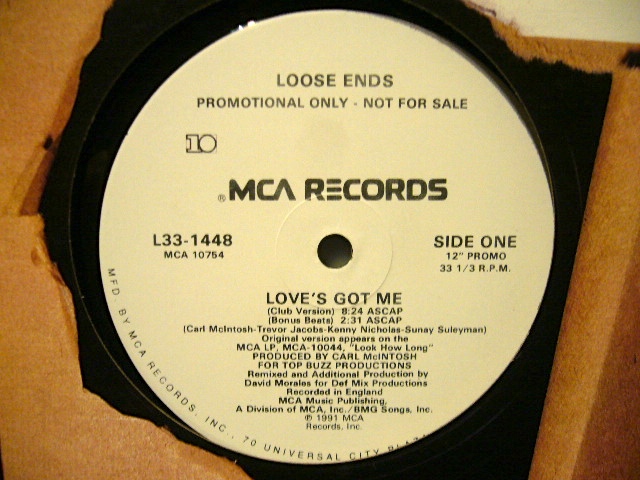 LOOSE ENDS
PROMOTIONAL ONLY - NOT FOR SALE
10
® MCA RECORDS
L33-1448
MCA 10754
SIDE ONE
12" PROMO
33 1/3 R.P.M.
LOVE'S GOT ME
(Club Version) 8:24 ASCAP
(Bonus Beats) 2:31 ASCAP
(Carl McIntosh-Trevor Jacobs-Kenny Nicholas-Sunay Suleyman)
Original version appears on the
MCA LP, MCA-10044, "Look How Long"
PRODUCED BY CARL McINTOSH
FOR TOP BUZZ PRODUCTIONS
Remixed and Additional Production by
David Morales for Def Mix Productions
Recorded in England
MCA Music Publishing,
A Division of MCA, Inc./BMG Songs, Inc.
℗ 1991 MCA
Records, Inc.
MFD. BY MCA RECORDS, INC., 70 UNIVERSAL CITY PLAZA